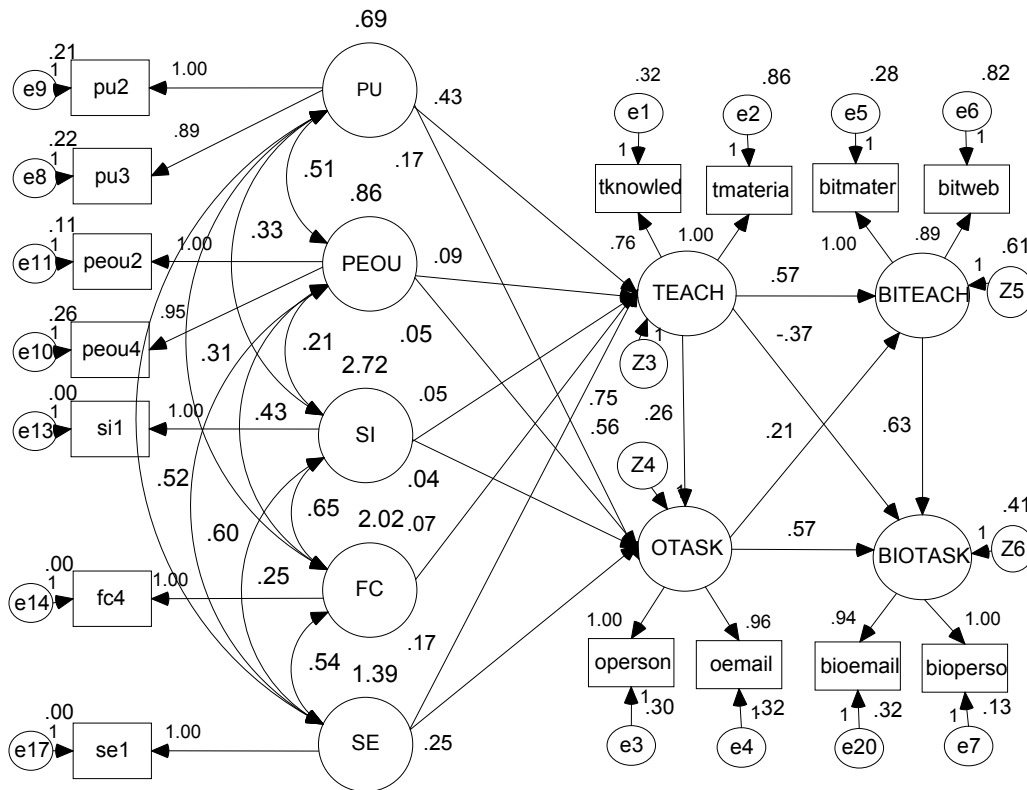 .69
.21
1
e9
pu2
1.00
PU
.43
.32
.86
.28
.82
e1
e2
e5
e6
1
1
1
1
.89
.22
1
e8
pu3
.51
.17
tknowled
tmateria
bitmater
bitweb
.86
.11
1
e11
peou2
1.00
.33
PEOU
.09
.76
1.00
1.00
.89
.61
TEACH
.57
BITEACH
1
Z5
.26
1
e10
peou4
.95
.31
.21
.05
1
Z3
-.37
2.72
.00
1
e13
si1
1.00
.43
SI
.05
.75
.56
.26
.21
.63
.52
.60
.65
.04
Z4
1
2.02
.07
OTASK
.57
BIOTASK
1
Z6
.41
.00
1
e14
fc4
1.00
.25
FC
.17
1.00
.96
.94
1.00
.54
1.39
operson
oemail
bioemail
bioperso
.00
1
e17
se1
1.00
SE
.25
1
.30
1
.32
1
.32
1
.13
e3
e4
e20
e7